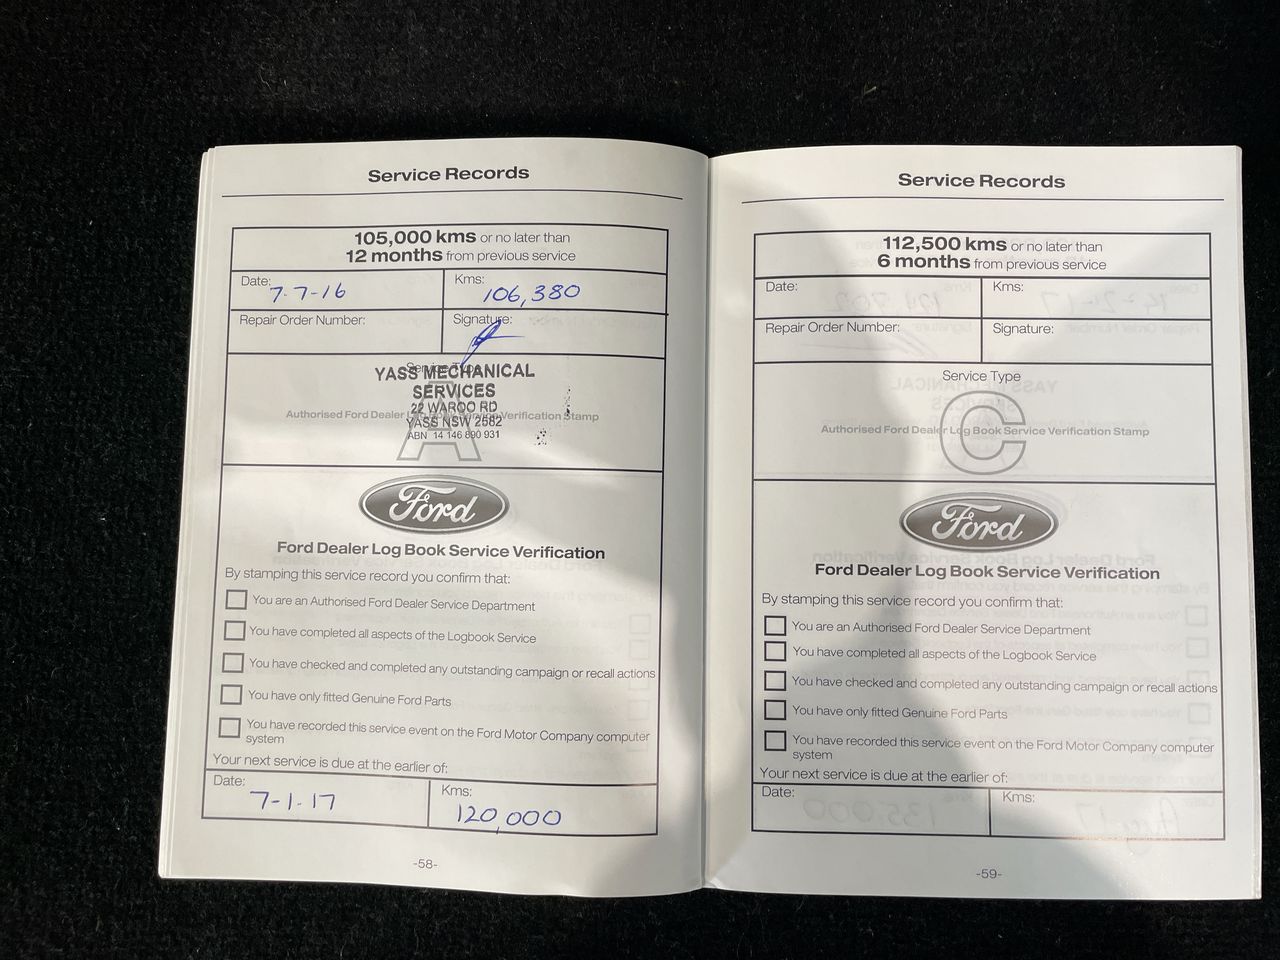 Service Records
105,000 kms or no later than
12 months from previous service
Date:
7-7-16
Kms:
106,380
Repair Order Number:
Signature:
Service Type
YASS MECHANICAL
SERVICES
22 WAROO RD
Authorised Ford Dealer Log Book Service Verification Stamp
YASS NSW 2582
ABN 14 146 890 931
A
Ford
Ford Dealer Log Book Service Verification
By stamping this service record you confirm that:
You are an Authorised Ford Dealer Service Department
You have completed all aspects of the Logbook Service
You have checked and completed any outstanding campaign or recall actions
You have only fitted Genuine Ford Parts
You have recorded this service event on the Ford Motor Company computer
system
Your next service is due at the earlier of:
Date:
7-1-17
Kms:
120,000
-58-
Service Records
112,500 kms or no later than
6 months from previous service
Date:
Kms:
Repair Order Number:
Signature:
Service Type
Authorised Ford Dealer Log Book Service Verification Stamp
C
Ford
Ford Dealer Log Book Service Verification
By stamping this service record you confirm that:
You are an Authorised Ford Dealer Service Department
You have completed all aspects of the Logbook Service
You have checked and completed any outstanding campaign or recall actions
You have only fitted Genuine Ford Parts
You have recorded this service event on the Ford Motor Company computer
system
Your next service is due at the earlier of:
Date:
Kms:
-59-